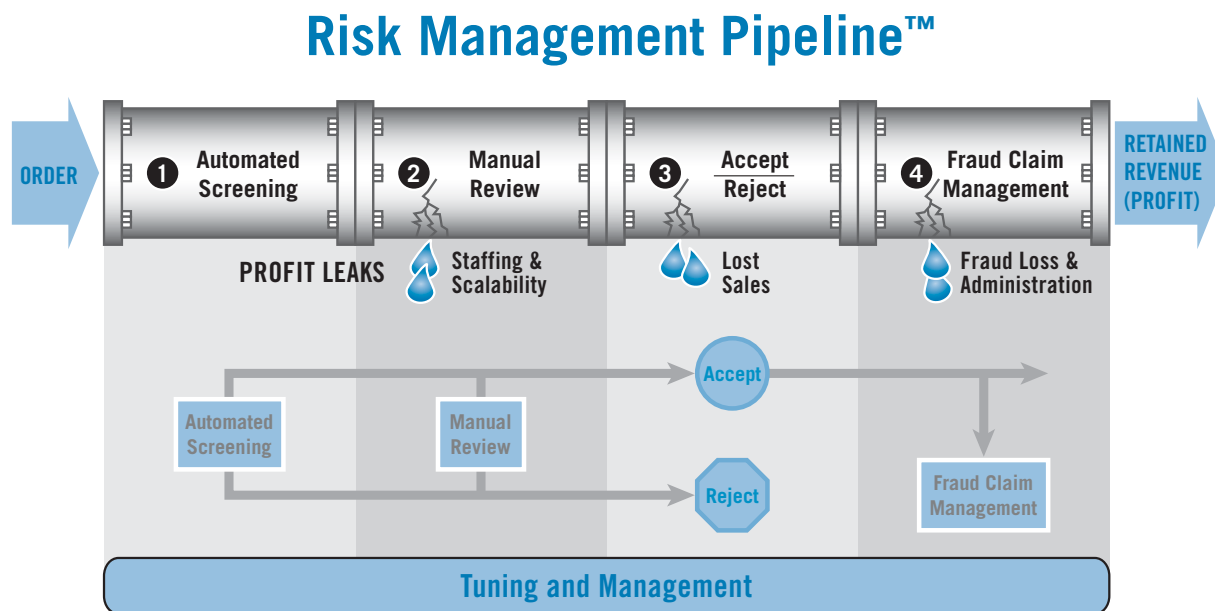 Risk Management Pipeline™
ORDER
1
Automated
Screening
2
Manual
Review
3
Accept
Reject
4
Fraud Claim
Management
RETAINED
REVENUE
(PROFIT)
PROFIT LEAKS
Staffing &
Scalability
Lost
Sales
Fraud Loss &
Administration
Automated
Screening
Manual
Review
Accept
Reject
Fraud Claim
Management
Tuning and Management